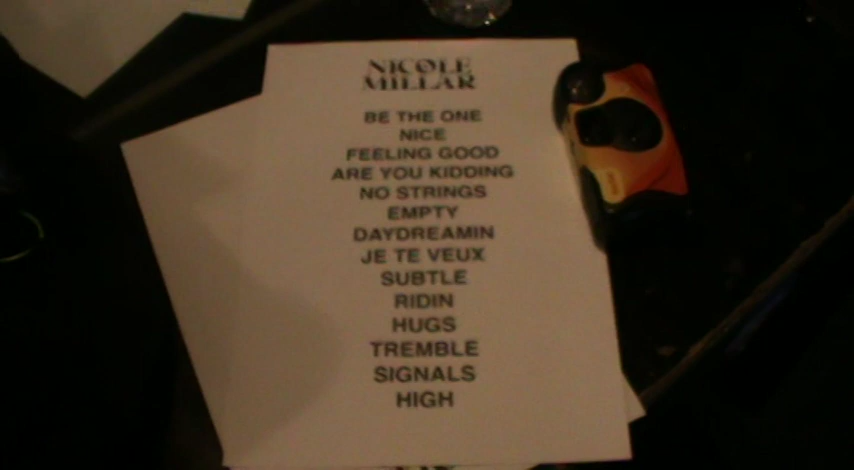 NICOLE
MILLAR
BE THE ONE
NICE
FEELING GOOD
ARE YOU KIDDING
NO STRINGS
EMPTY
DAYDREAMIN
JE TE VEUX
SUBTLE
RIDIN
HUGS
TREMBLE
SIGNALS
HIGH